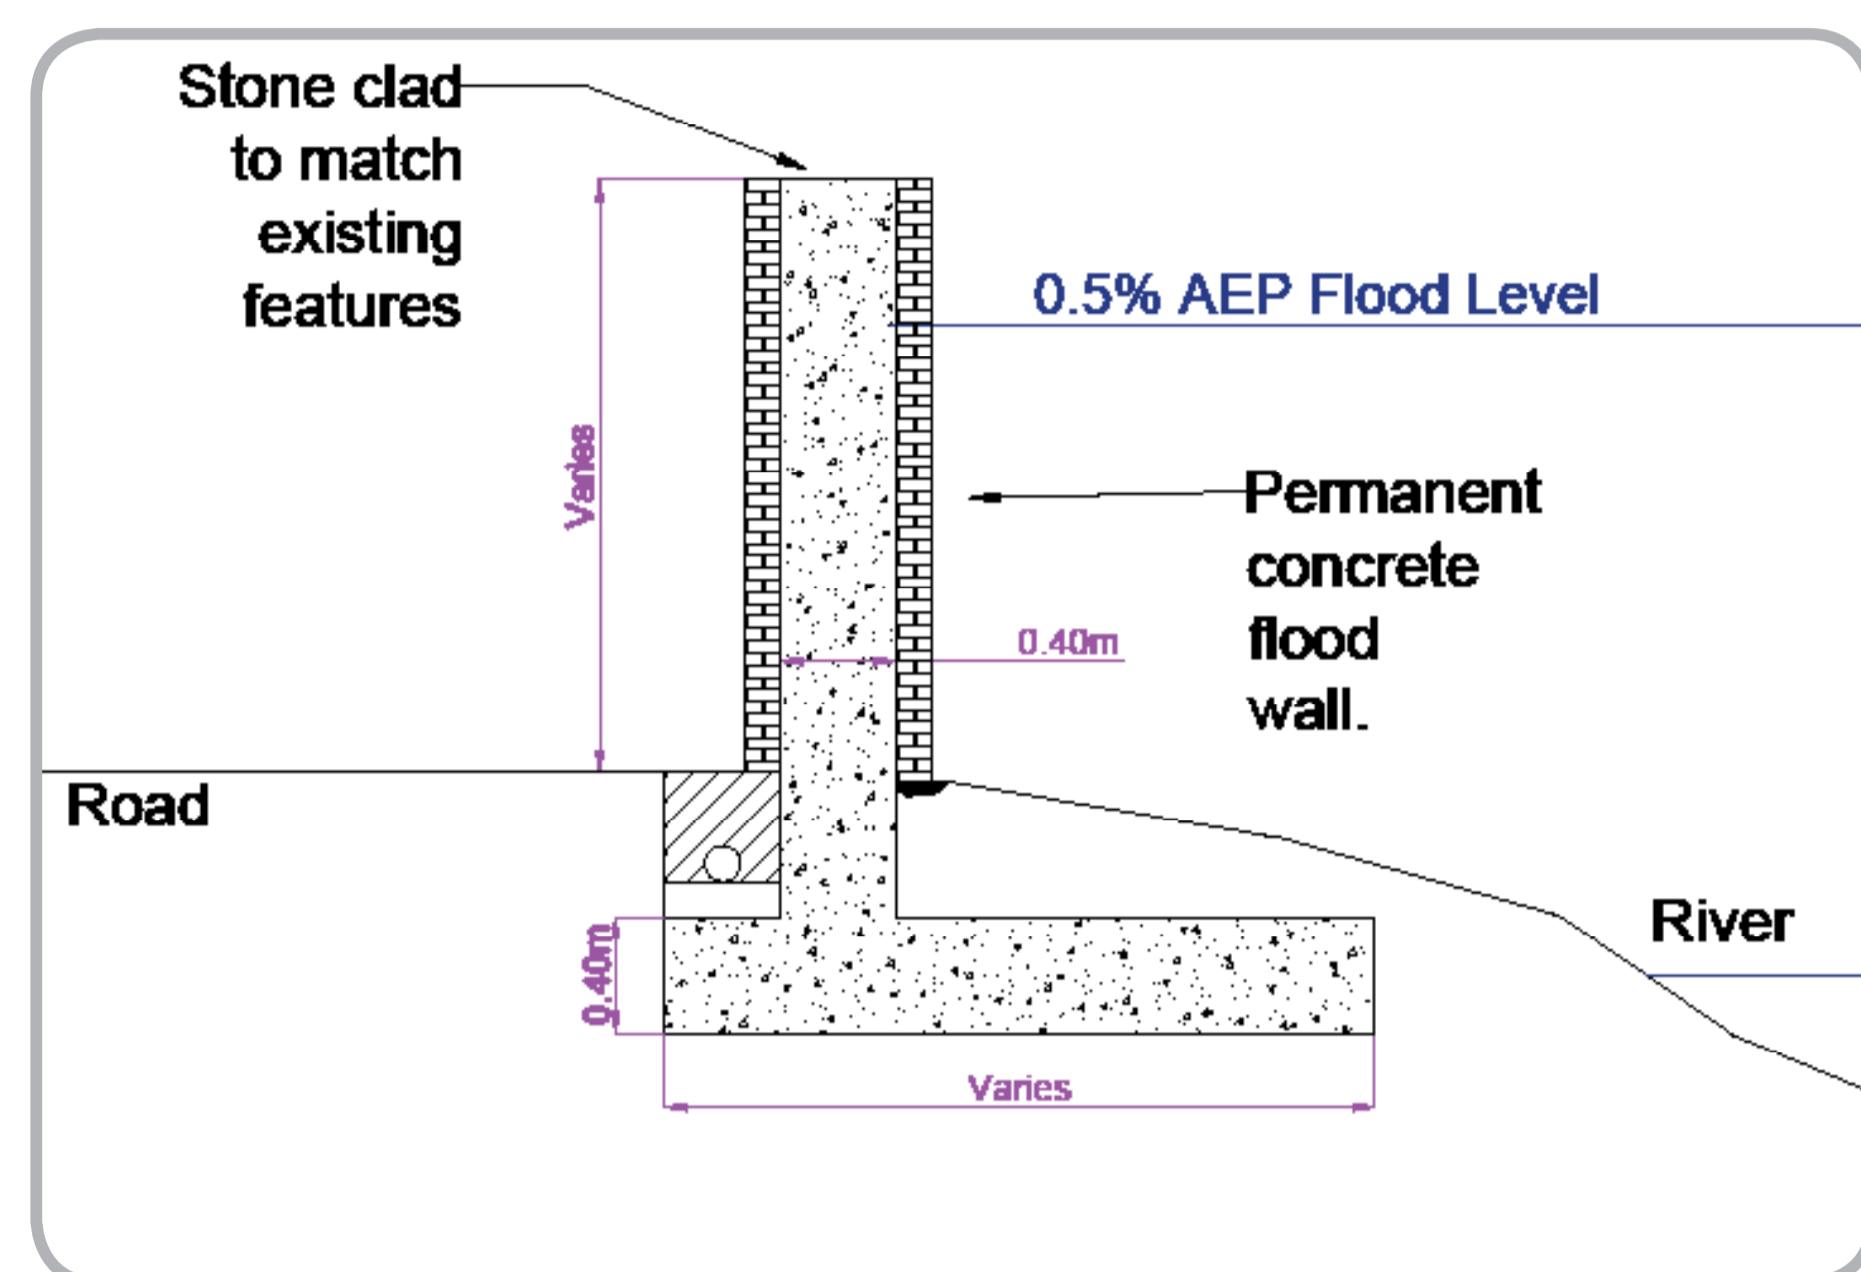 Stone clad
to match
existing
features
0.5% AEP Flood Level
Varies
Permanent
concrete
flood
wall.
0.40m
Road
River
0.40m
Varies